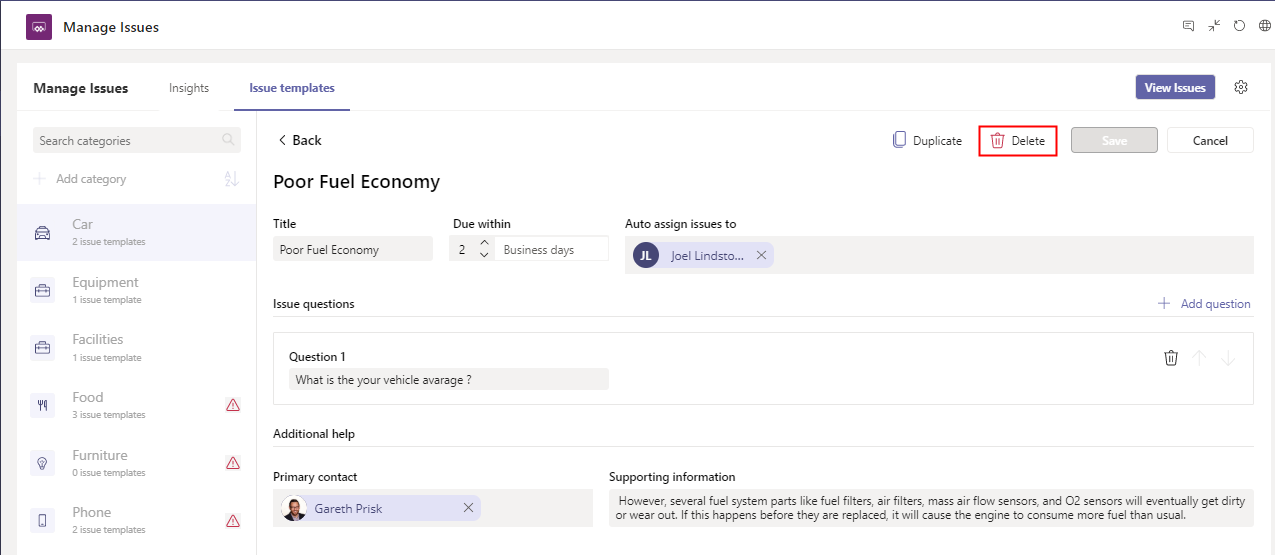 Manage Issues
Manage Issues
Insights
Issue templates
View Issues
Search categories
Add category
A
Z
Car
2 issue templates
Equipment
1 issue template
Facilities
1 issue template
Food
3 issue templates
Furniture
0 issue templates
Phone
2 issue templates
Back
Duplicate
Delete
Save
Cancel
Poor Fuel Economy
Title
Due within
Auto assign issues to
Poor Fuel Economy
2
Business days
JL
Joel Lindsto...
Issue questions
Add question
Question 1
What is the your vehicle avarage ?
Additional help
Primary contact
Supporting information
Gareth Prisk
However, several fuel system parts like fuel filters, air filters, mass air flow sensors, and O2 sensors will eventually get dirty
or wear out. If this happens before they are replaced, it will cause the engine to consume more fuel than usual.